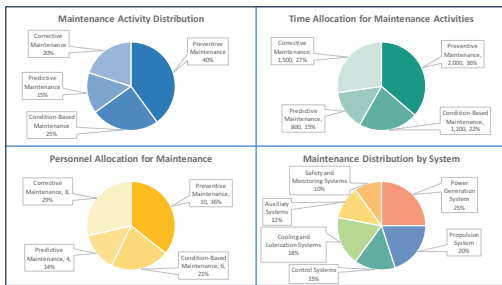 Maintenance Activity Distribution
Corrective
Maintenance
20%
Preventive
Maintenance
40%
Predictive
Maintenance
15%
Condition-Based
Maintenance
25%
Time Allocation for Maintenance Activities
Corrective
Maintenance,
1,500, 27%
Preventive
Maintenance,
2,000, 36%
Predictive
Maintenance,
800, 15%
Condition-Based
Maintenance,
1,200, 22%
Personnel Allocation for Maintenance
Corrective
Maintenance, 8,
29%
Preventive
Maintenance,
10, 36%
Predictive
Maintenance, 4,
14%
Condition-Based
Maintenance, 6,
21%
Maintenance Distribution by System
Safety and
Monitoring Systems
10%
Power
Generation
System
25%
Auxiliary
Systems
12%
Cooling
and Lubrication Systems
18%
Propulsion
System
20%
Control Systems
15%